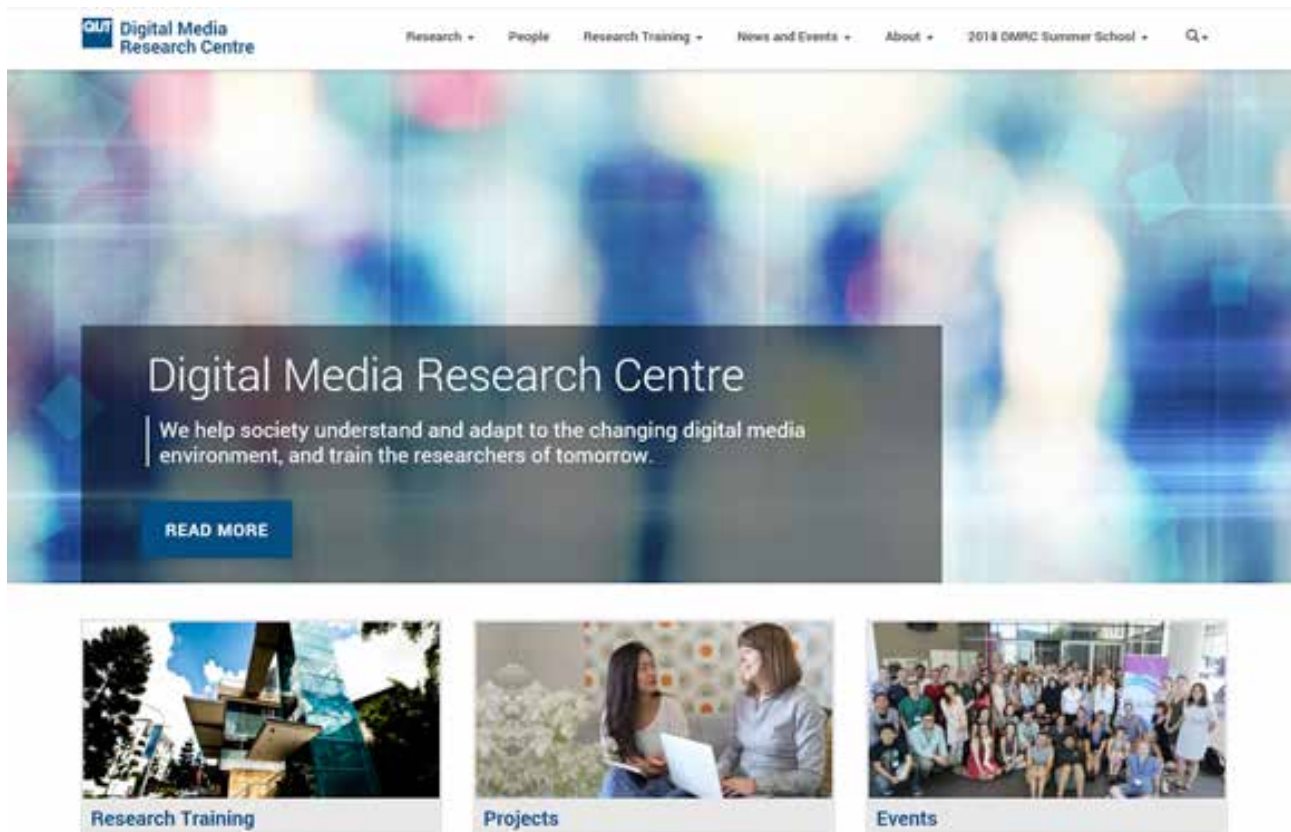 QUT Digital Media
Research Centre
Research People Research Training News and Events About 2018 DMRC Summer School
Digital Media Research Centre
We help society understand and adapt to the changing digital media
environment, and train the researchers of tomorrow.
READ MORE
Research Training Projects Events